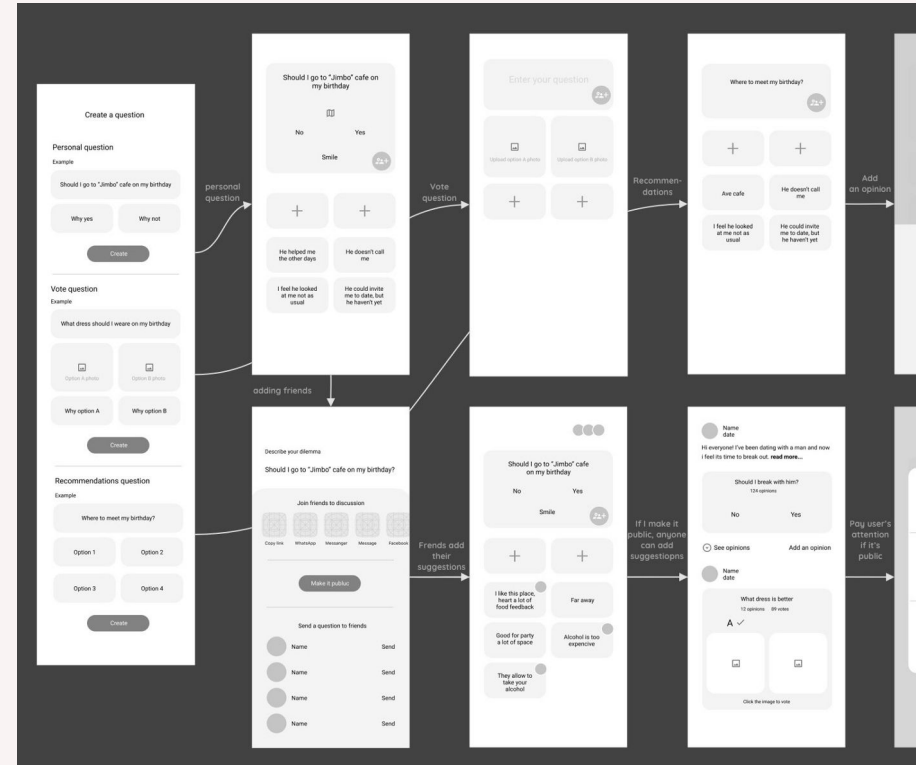 Create a question
Personal question
Example
Should I go to "Jimbo" cafe on my birthday
Why yes
Why not
Create
Vote question
Example
What dress should I weare on my birthday
Option A photo
Option B photo
Why option A
Why option B
Create
Recommendations question
Example
Where to meet my birthday?
Option 1
Option 2
Option 3
Option 4
Create
personal
question
Should I go to "Jimbo" cafe on
my birthday
No
Yes
Smile
He helped me
the other days
He doesn't call
me
I feel he looked
at me not as
usual
He could invite
me to date, but
he haven't yet
Vote
question
Enter your question
Upload option A photo
Upload option B photo
Recommen-
dations
Where to meet my birthday?
Ave cafe
He doesn't call
me
I feel he looked
at me not as
usual
He could invite
me to date, but
he haven't yet
Add
an opinion
adding friends
Describe your dilemma
Should I go to "Jimbo" cafe on my birthday?
Join friends to discussion
Copy link
WhatsApp
Messanger
Message
Facebook
Make it publuc
Send a question to friends
Name
Send
Name
Send
Name
Send
Name
Send
Frends add
their
suggestions
Should I go to "Jimbo" cafe
on my birthday
No
Yes
Smile
I like this place,
heart a lot of
food feedback
Far away
Good for party
a lot of space
Alcohol is too
expencive
They allow to
take your
alcohol
If I make it
public, anyone
can add
suggestiopns
Name
date
Hi everyone! I've been dating with a man and now
I feel its time to break out. read more...
Should I break with him?
124 opinions
No
Yes
See opinions
Add an opinion
Name
date
What dress is better
12 opinions
89 votes
A
Click the image to vote
Pay user's
attention
if it's
public